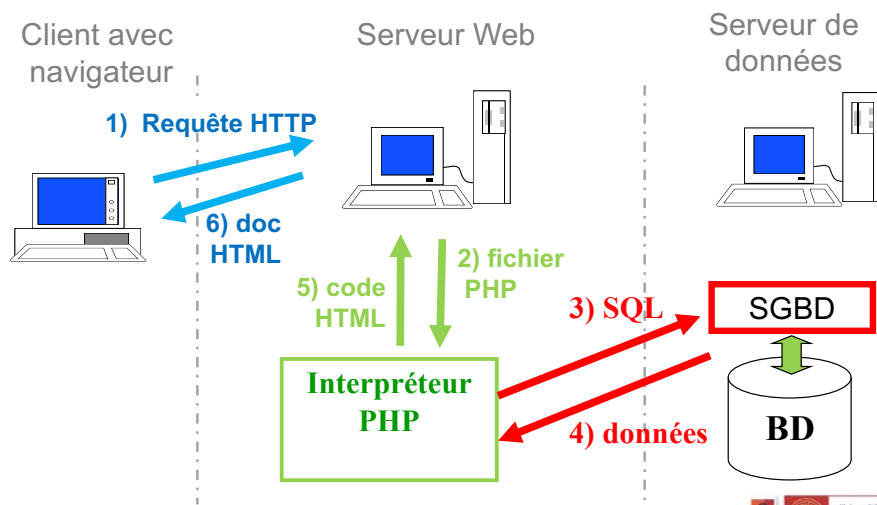 Client avec
navigateur
Serveur Web
Serveur de
données
1) Requête HTTP
6) doc
HTML
5) code
HTML
2) fichier
PHP
3) SQL
SGBD
Interpréteur
PHP
4) données
BD